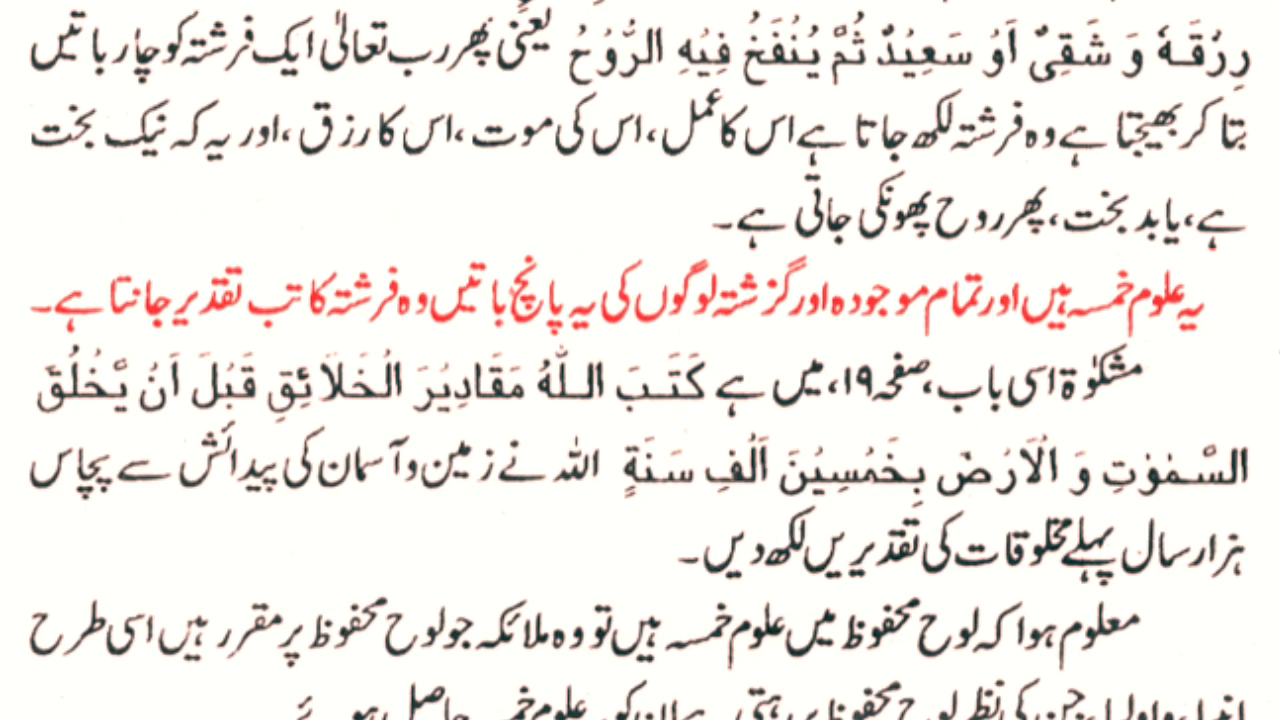 رِزْقَهٗ وَ شَقِیٌّ اَوْ سَعِیْدٌ ثُمَّ یُنْفَخُ فِیْهِ الرُّوْحُ یعنی پھر رب تعالیٰ ایک فرشتہ کو چار باتیں
بتا کر بھیجتا ہے وہ فرشتہ لکھ جاتا ہے اس کا عمل، اس کی موت، اس کا رزق، اور یہ کہ نیک بخت
ہے، یا بد بخت، پھر روح پھونکی جاتی ہے۔
یہ علوم خمسہ ہیں اور تمام موجودہ اور گزشتہ لوگوں کی یہ پانچ باتیں وہ فرشتہ کاتب تقدیر جانتا ہے۔
مشکوٰۃ اسی باب، صفحہ ۱۹، میں ہے كَتَبَ اللّٰهُ مَقَادِیْرَ الْخَلَائِقِ قَبْلَ اَنْ یَّخْلُقَ
السَّمٰوٰتِ وَ الْاَرْضَ بِخَمْسِیْنَ اَلْفِ سَنَةٍ اللہ نے زمین و آسمان کی پیدائش سے پچاس
ہزار سال پہلے مخلوقات کی تقدیریں لکھ دیں۔
معلوم ہوا کہ لوح محفوظ میں علوم خمسہ ہیں تو وہ ملائکہ جو لوح محفوظ پر مقرر ہیں اسی طرح